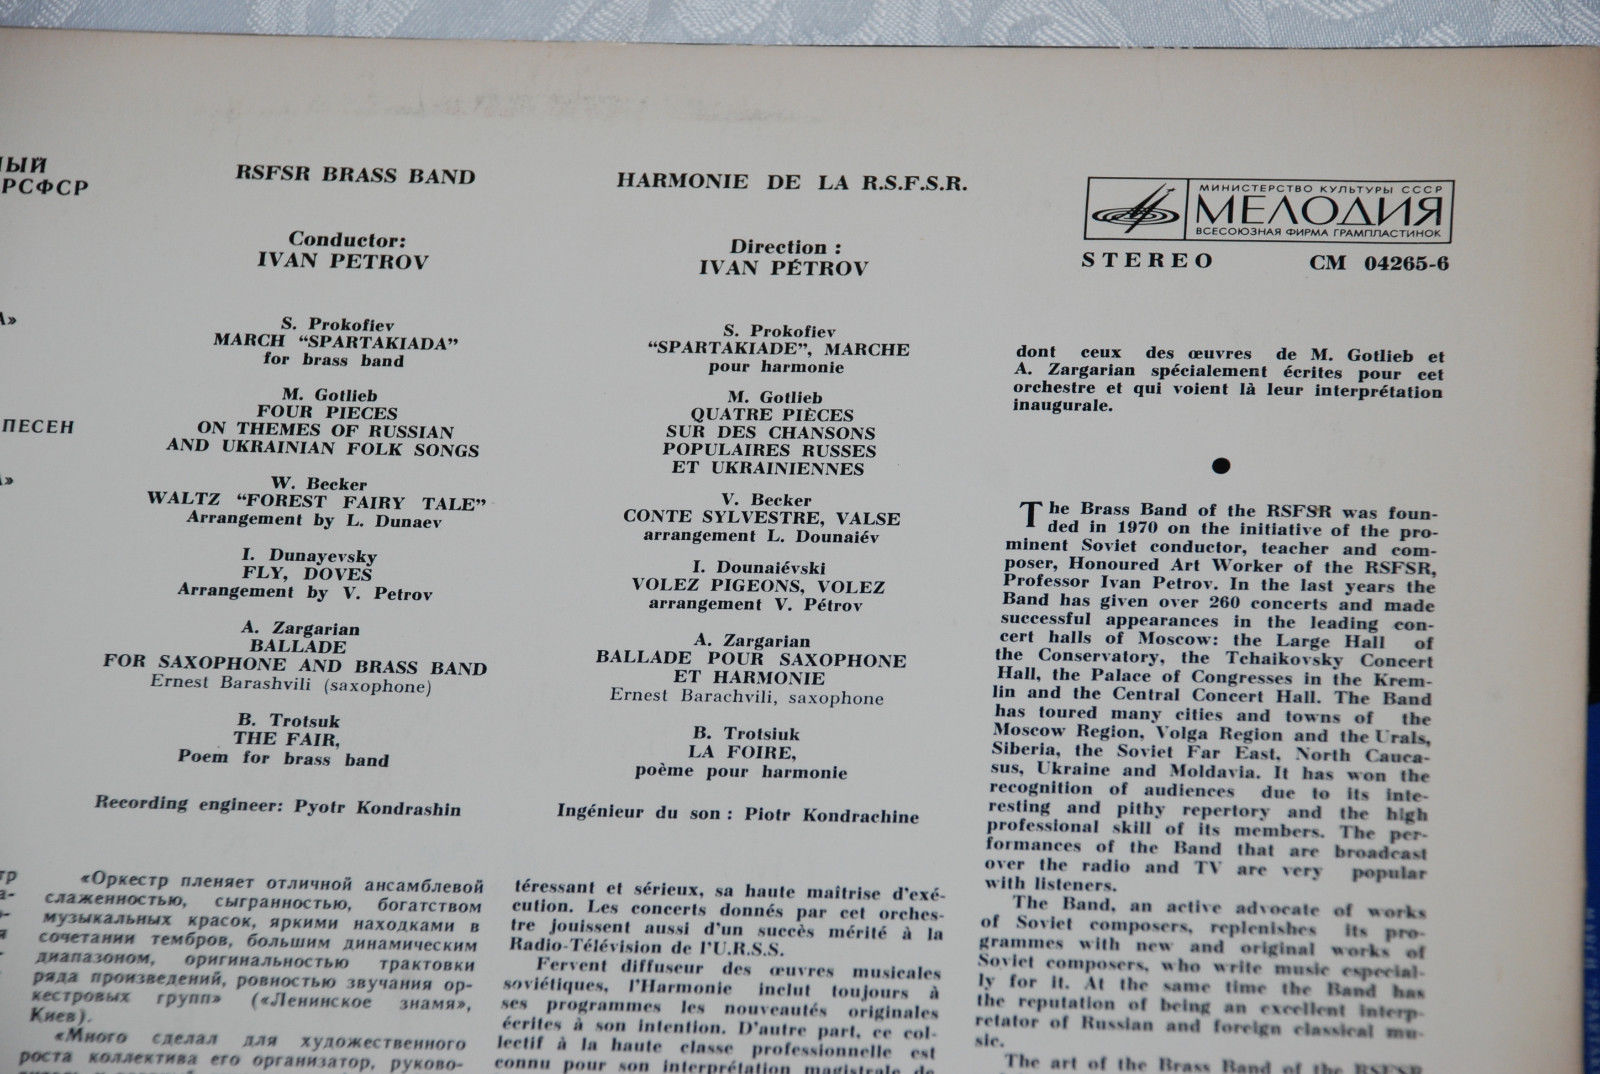 НЫЙ
РСФСР
А»
ПЕСЕН
А»
RSFSR BRASS BAND
Conductor:
IVAN PETROV
S. Prokofiev
MARCH “SPARTAKIADA”
for brass band
M. Gotlieb
FOUR PIECES
ON THEMES OF RUSSIAN
AND UKRAINIAN FOLK SONGS
W. Becker
WALTZ “FOREST FAIRY TALE”
Arrangement by L. Dunaev
I. Dunayevsky
FLY, DOVES
Arrangement by V. Petrov
A. Zargarian
BALLADE
FOR SAXOPHONE AND BRASS BAND
Ernest Barashvili (saxophone)
B. Trotsuk
THE FAIR,
Poem for brass band
Recording engineer: Pyotr Kondrashin
HARMONIE DE LA R.S.F.S.R.
Direction :
IVAN PÉTROV
S. Prokofiev
“SPARTAKIADE”, MARCHE
pour harmonie
M. Gotlieb
QUATRE PIÈCES
SUR DES CHANSONS
POPULAIRES RUSSES
ET UKRAINIENNES
V. Becker
CONTE SYLVESTRE, VALSE
arrangement L. Dounaiév
I. Dounaiévski
VOLEZ PIGEONS, VOLEZ
arrangement V. Pétrov
A. Zargarian
BALLADE POUR SAXOPHONE
ET HARMONIE
Ernest Barachvili, saxophone
B. Trotsiuk
LA FOIRE,
poème pour harmonie
Ingénieur du son : Piotr Kondrachine
МИНИСТЕРСТВО КУЛЬТУРЫ СССР
МЕЛОДИЯ
ВСЕСОЮЗНАЯ ФИРМА ГРАМПЛАСТИНОК
STEREO CM 04265-6
«Оркестр пленяет отличной ансамблевой
слаженностью, сыгранностью, богатством
музыкальных красок, яркими находками в
сочетании тембров, большим динамическим
диапазоном, оригинальностью трактовки
ряда произведений, ровностью звучания ор-
кестровых групп» («Ленинское знамя»,
Киев).
«Много сделал для художественного
роста коллектива его организатор, руково-
téressant et sérieux, sa haute maîtrise d'exé-
cution. Les concerts donnés par cet orches-
tre jouissent aussi d'un succès mérité à la
Radio-Télévision de l'U.R.S.S.
Fervent diffuseur des œuvres musicales
soviétiques, l'Harmonie inclut toujours à
ses programmes les nouveautés originales
écrites à son intention. D'autre part, ce col-
lectif à la haute classe professionnelle est
connu pour son interprétation magistrale de
dont ceux des œuvres de M. Gotlieb et
A. Zargarian spécialement écrites pour cet
orchestre et qui voient là leur interprétation
inaugurale.
The Brass Band of the RSFSR was foun-
ded in 1970 on the initiative of the pro-
minent Soviet conductor, teacher and com-
poser, Honoured Art Worker of the RSFSR,
Professor Ivan Petrov. In the last years the
Band has given over 260 concerts and made
successful appearances in the leading con-
cert halls of Moscow: the Large Hall of
the Conservatory, the Tchaikovsky Concert
Hall, the Palace of Congresses in the Krem-
lin and the Central Concert Hall. The Band
has toured many cities and towns of the
Moscow Region, Volga Region and the Urals,
Siberia, the Soviet Far East, North Cauca-
sus, Ukraine and Moldavia. It has won the
recognition of audiences due to its inte-
resting and pithy repertory and the high
professional skill of its members. The per-
formances of the Band that are broadcast
over the radio and TV are very popular
with listeners.
The Band, an active advocate of works
of Soviet composers, replenishes its pro-
grammes with new and original works of
Soviet composers, who write music especial-
ly for it. At the same time the Band has
the reputation of being an excellent interp-
retator of Russian and foreign classical mu-
sic.
The art of the Brass Band of the RSFSR